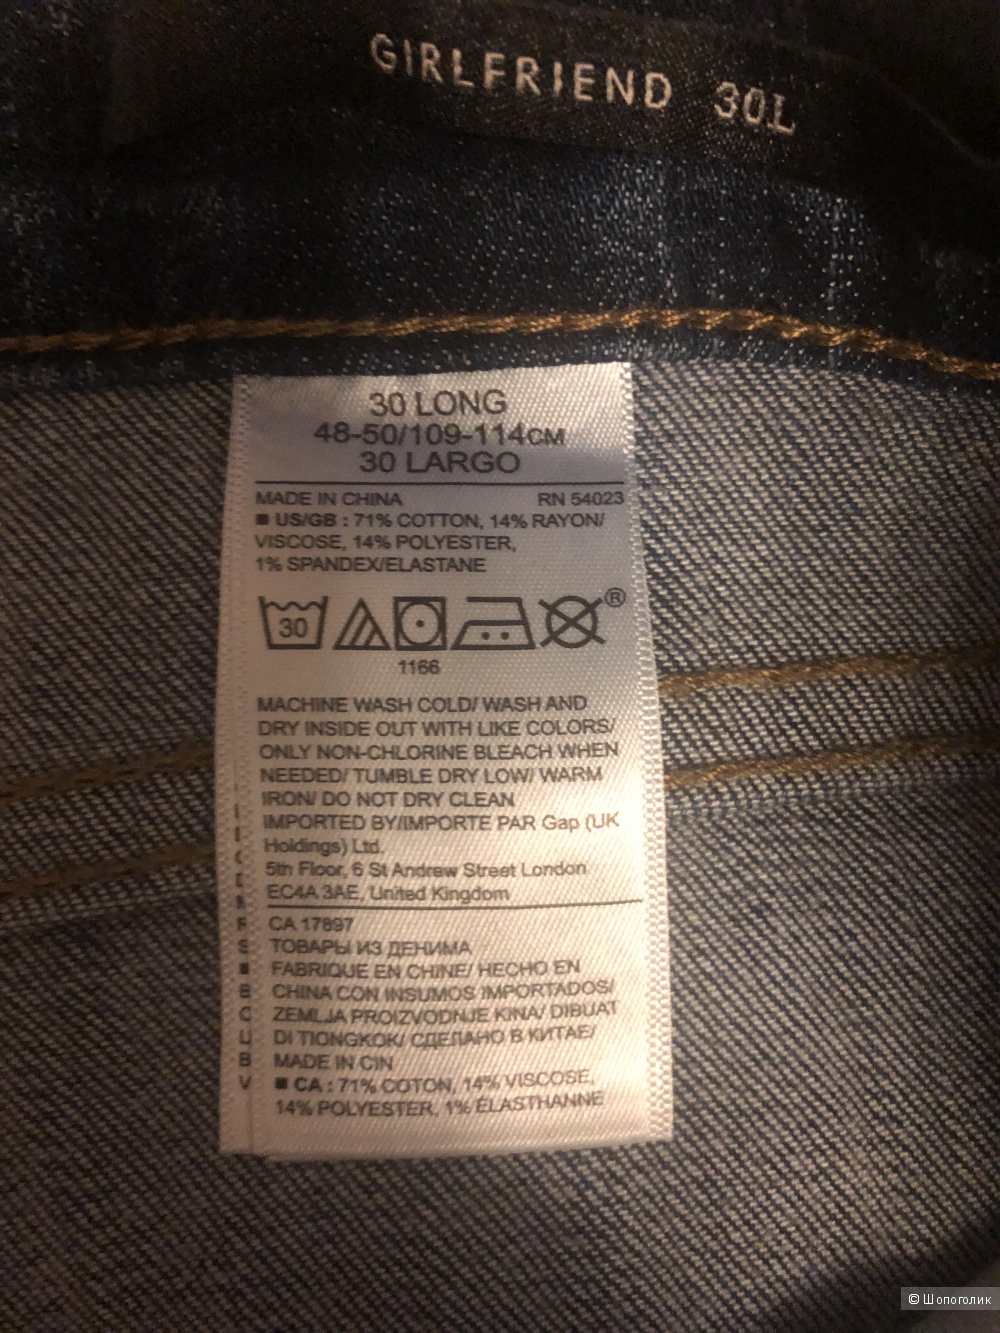 GIRLFRIEND 30L
30 LONG
48-50/109-114CM
30 LARGO
MADE IN CHINA RN 54023
■ US/GB : 71% COTTON, 14% RAYON/
VISCOSE, 14% POLYESTER,
1% SPANDEX/ELASTANE
30
®
1166
MACHINE WASH COLD/ WASH AND
DRY INSIDE OUT WITH LIKE COLORS/
ONLY NON-CHLORINE BLEACH WHEN
NEEDED/ TUMBLE DRY LOW/ WARM
IRON/ DO NOT DRY CLEAN
IMPORTED BY/IMPORTE PAR Gap (UK
Holdings) Ltd.
5th Floor, 6 St Andrew Street London
EC4A 3AE, United Kingdom
CA 17897
ТОВАРЫ ИЗ ДЕНИМА
FABRIQUE EN CHINE/ HECHO EN
CHINA CON INSUMOS IMPORTADOS/
ZEMLJA PROIZVODNJE KINA/ DIBUAT
DI TIONGKOK/ СДЕЛАНО В КИТАЕ/
MADE IN CIN
■ CA : 71% COTON, 14% VISCOSE,
14% POLYESTER, 1% ÉLASTHANNE
© Шопоголик